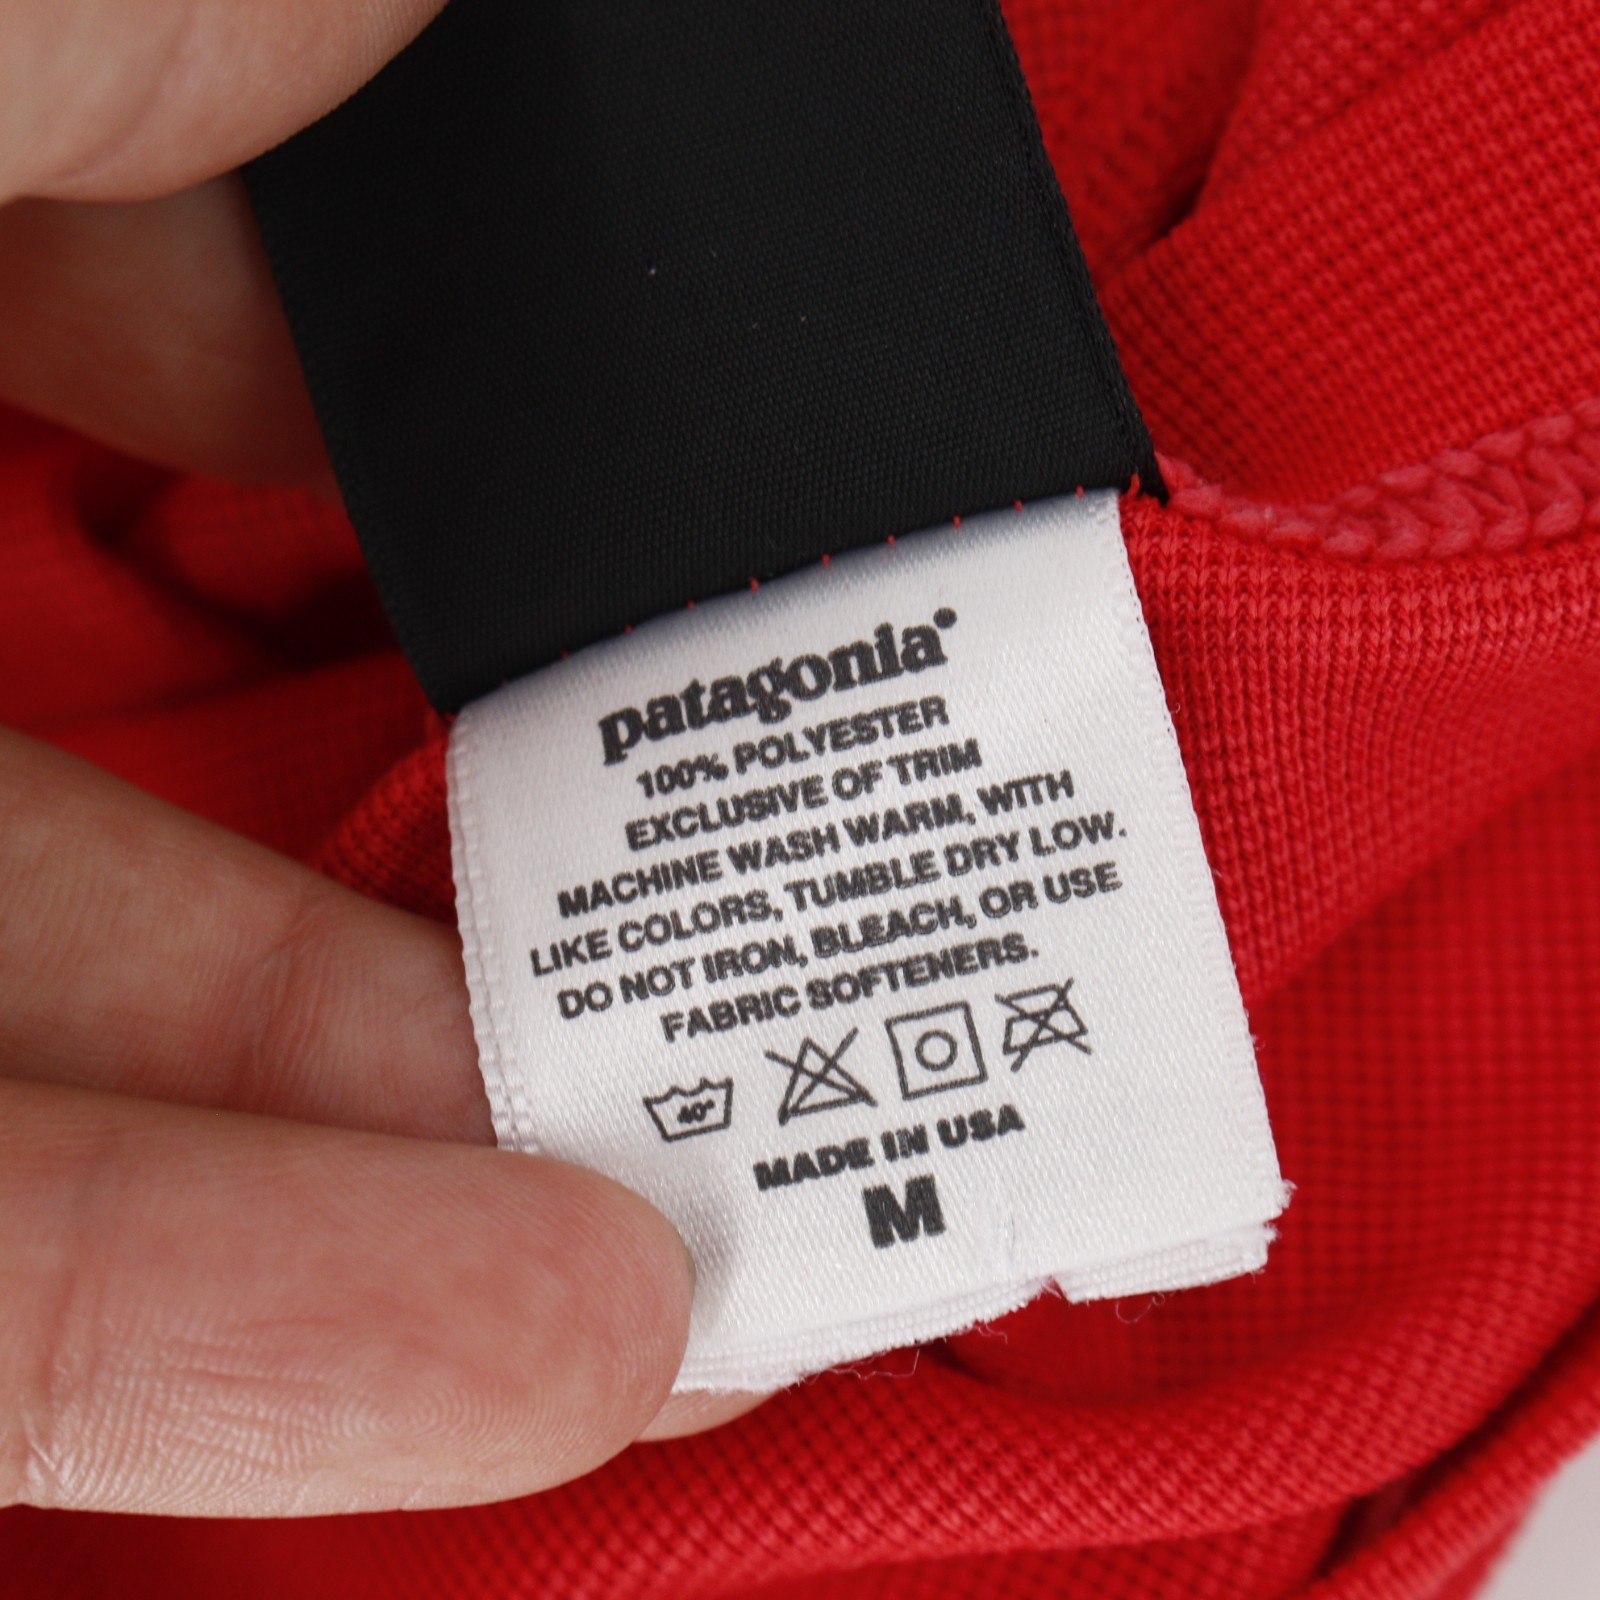 patagonia
100% POLYESTER
EXCLUSIVE OF TRIM
MACHINE WASH WARM, WITH
LIKE COLORS, TUMBLE DRY LOW.
DO NOT IRON, BLEACH, OR USE
FABRIC SOFTENERS.
40°
MADE IN USA
M